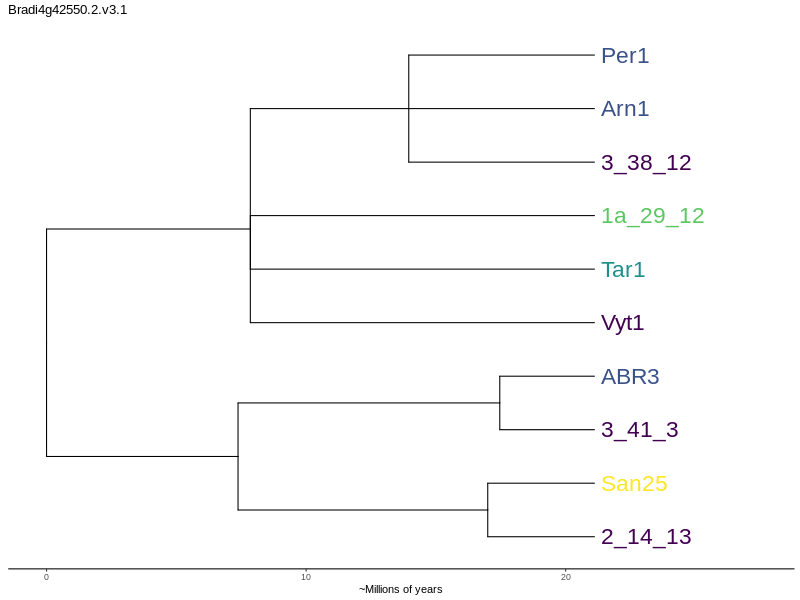 Bradi4g42550.2.v3.1
Per1
Arn1
3_38_12
1a_29_12
Tar1
Vyt1
ABR3
3_41_3
San25
2_14_13
0 10 20
~Millions of years